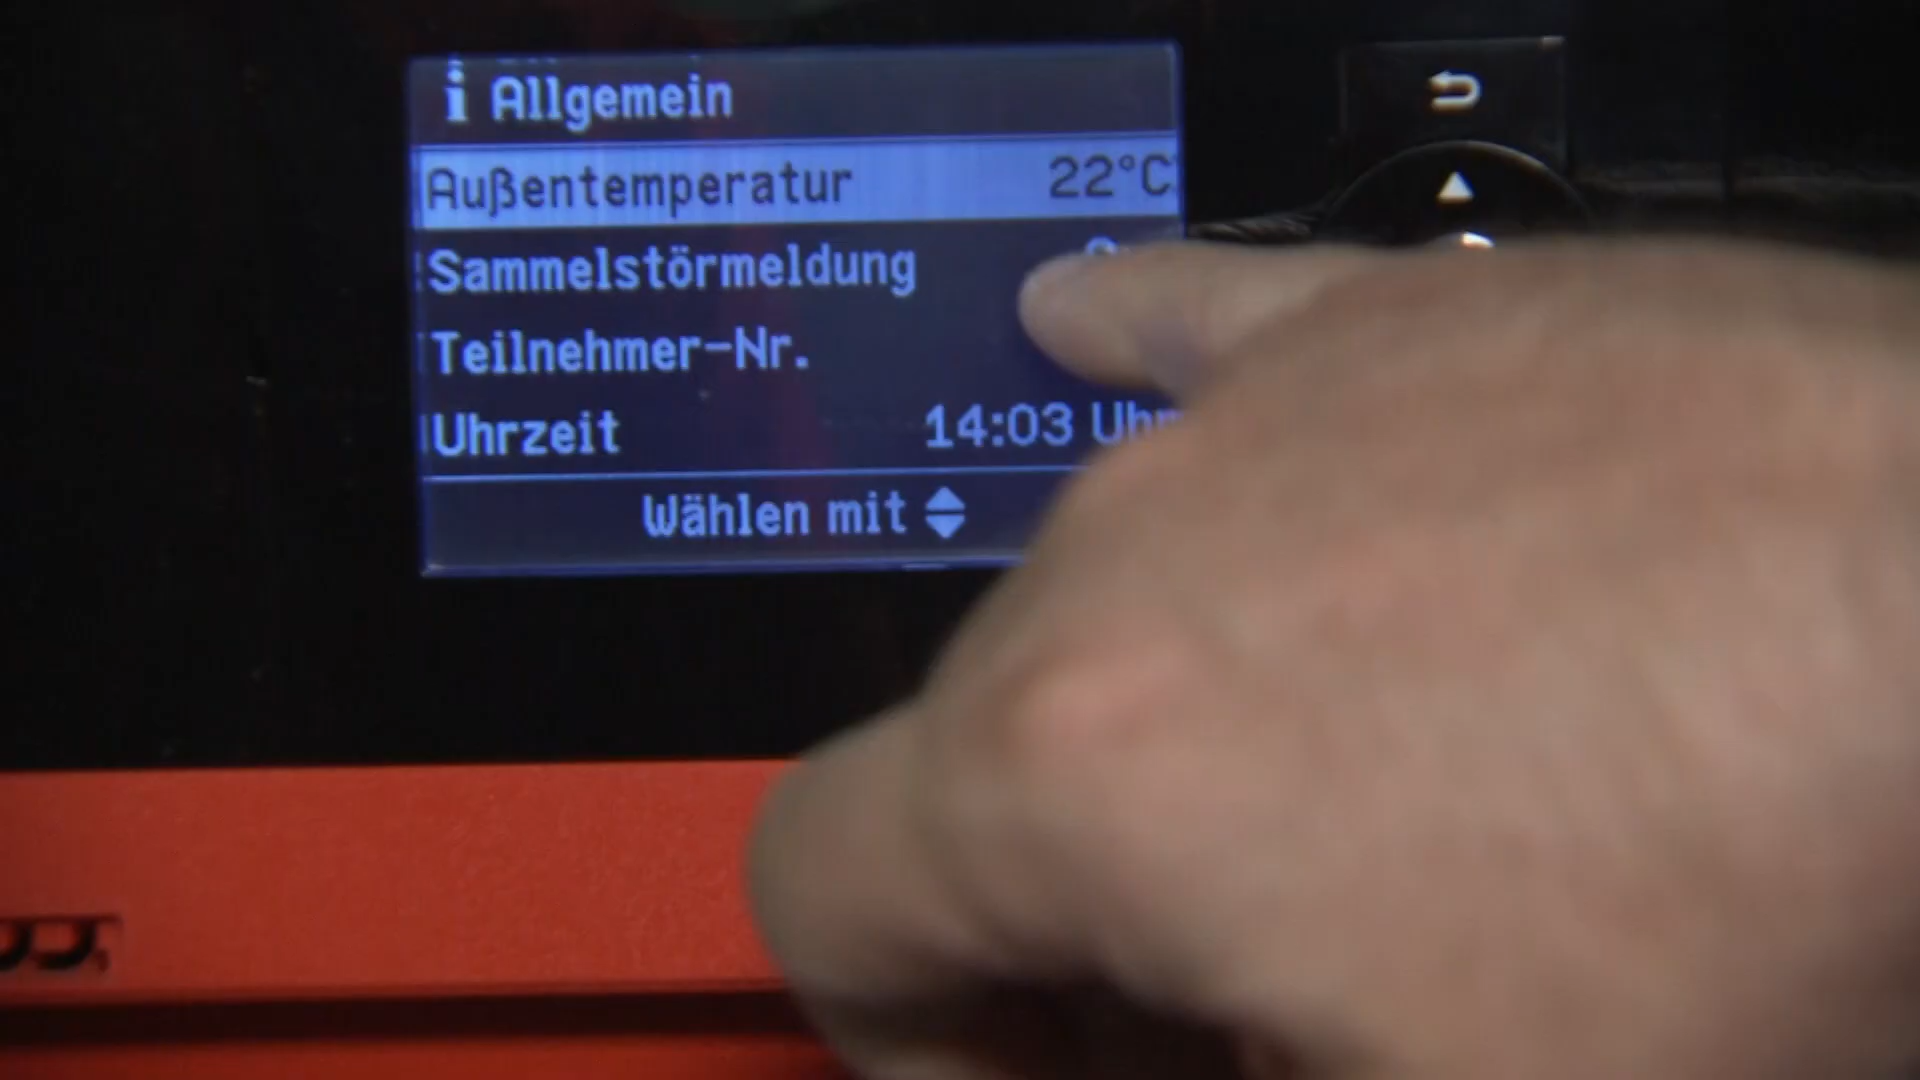 i Allgemein
Außentemperatur 22°C
Sammelstörmeldung
Teilnehmer-Nr.
Uhrzeit 14:03 Uhr
Wählen mit